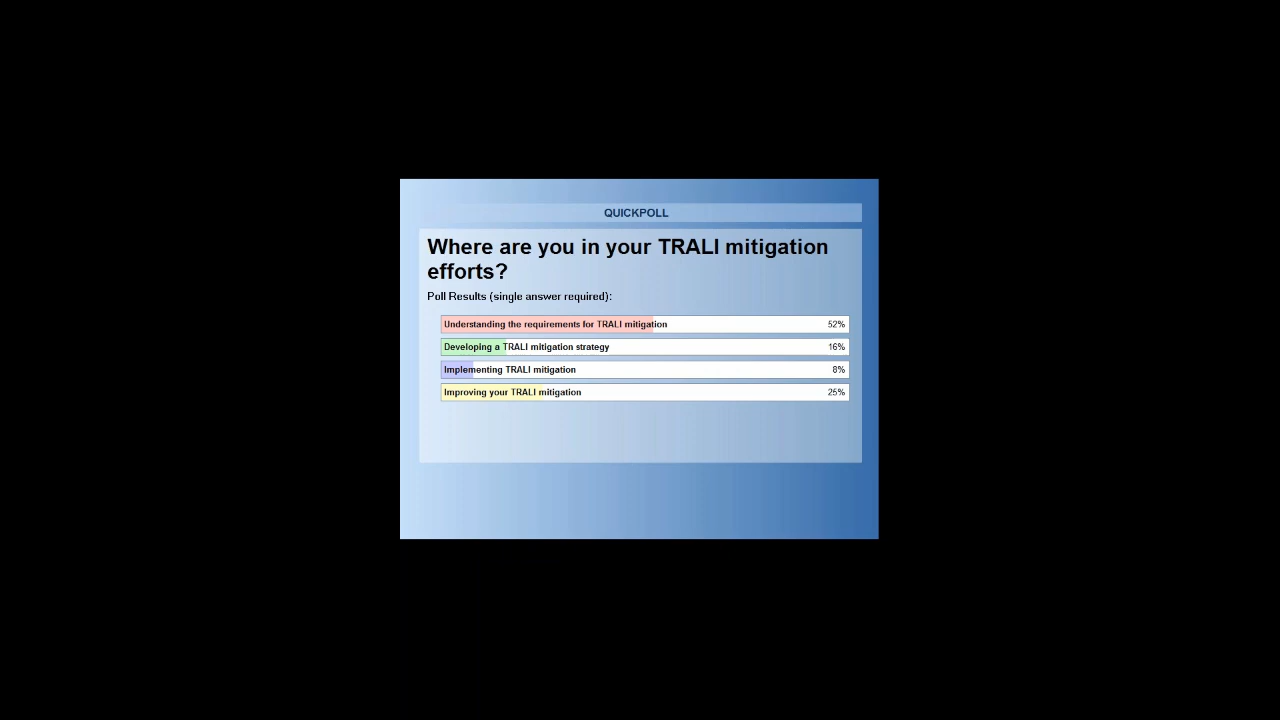 QUICKPOLL
Where are you in your TRALI mitigation
efforts?
Poll Results (single answer required):
Understanding the requirements for TRALI mitigation 52%
Developing a TRALI mitigation strategy 16%
Implementing TRALI mitigation 8%
Improving your TRALI mitigation 25%